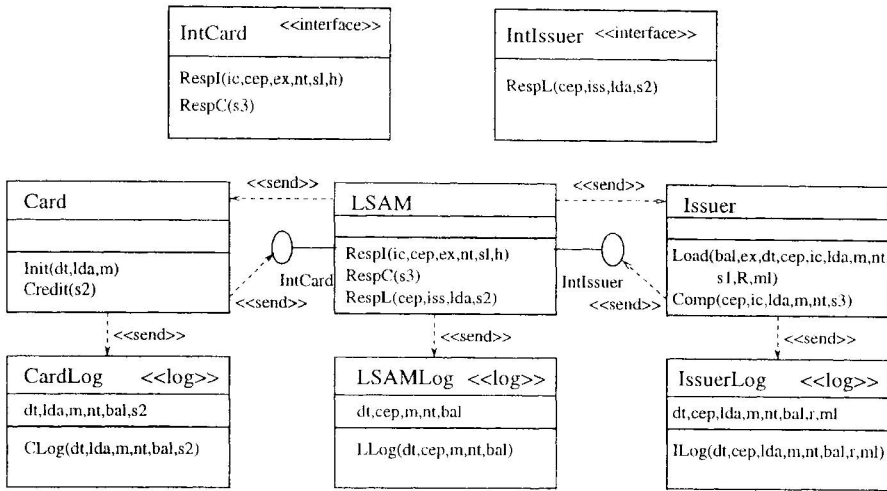 IntCard <<interface>>
RespI(ic,cep,ex,nt,sl,h)
RespC(s3)
IntIssuer <<interface>>
RespL(cep,iss,lda,s2)
<<send>>
<<send>>
Card
Init(dt,lda,m)
Credit(s2)
IntCard
<<send>>
LSAM
RespI(ic,cep,ex,nt,sl,h)
RespC(s3)
RespL(cep,iss,lda,s2)
IntIssuer
<<send>>
Issuer
Load(bal,ex,dt,cep,ic,lda,m,nt
s1,R,ml)
Comp(cep,ic,lda,m,nt,s3)
<<send>>
<<send>>
<<send>>
CardLog <<log>>
dt,lda,m,nt,bal,s2
CLog(dt,lda,m,nt,bal,s2)
LSAMLog <<log>>
dt,cep,m,nt,bal
LLog(dt,cep,m,nt,bal)
IssuerLog <<log>>
dt,cep,lda,m,nt,bal,r,ml
ILog(dt,cep,lda,m,nt,bal,r,ml)